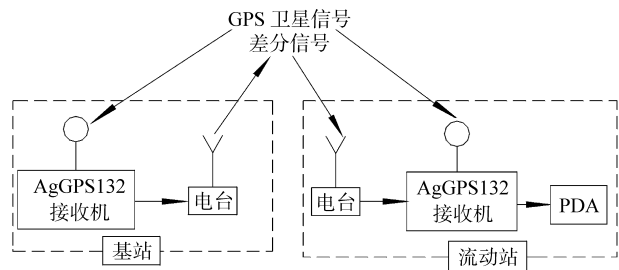 GPS 卫星信号
差分信号
AgGPS132
接收机
电台
基站
电台
AgGPS132
接收机
PDA
流动站